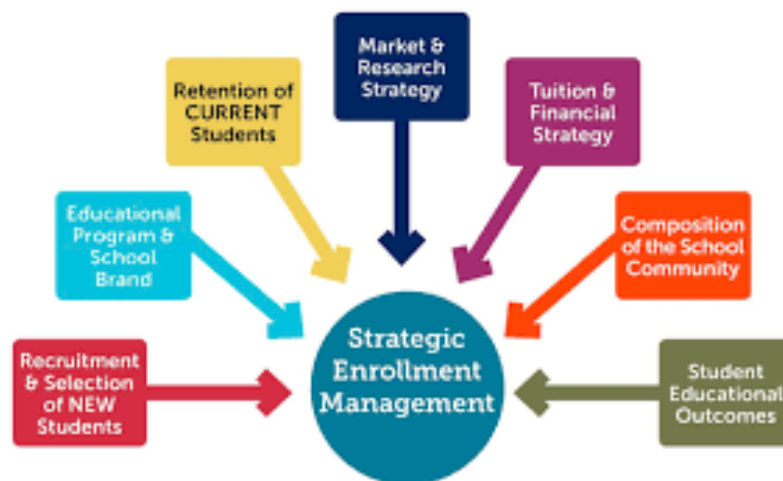 Market &
Research
Strategy
Retention of
CURRENT
Students
Tuition &
Financial
Strategy
Educational
Program &
School
Brand
Composition
of the School
Community
Recruitment
& Selection
of NEW
Students
Strategic
Enrollment
Management
Student
Educational
Outcomes